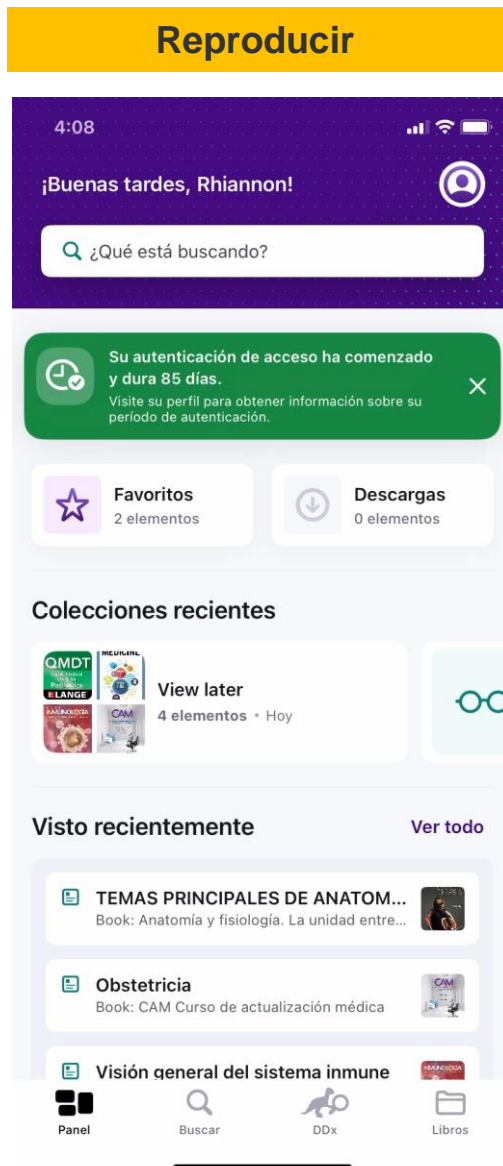 Reproducir
4:08
¡Buenas tardes, Rhiannon!
¿Qué está buscando?
Su autenticación de acceso ha comenzado
y dura 85 días.
Visite su perfil para obtener información sobre su
período de autenticación.
Favoritos
2 elementos
Descargas
0 elementos
Colecciones recientes
QMDT
LANGE
INMUNOLOGÍA
CAM
View later
4 elementos • Hoy
Visto recientemente
Ver todo
TEMAS PRINCIPALES DE ANATOM...
Book: Anatomía y fisiología. La unidad entre...
Obstetricia
Book: CAM Curso de actualización médica
CAM
Visión general del sistema inmune
INMUNOLOGÍA
Panel
Buscar
DDx
Libros